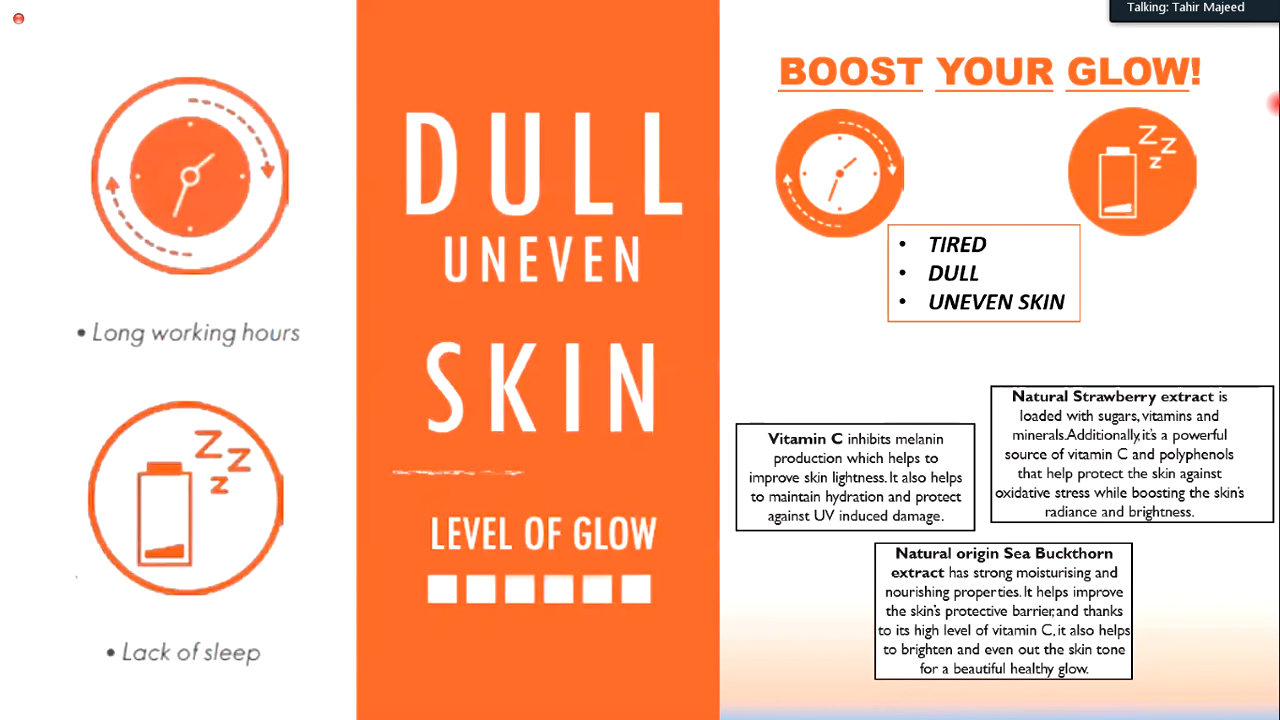 Talking: Tahir Majeed
• Long working hours
ZZZ
• Lack of sleep
DULL
UNEVEN
SKIN
LEVEL OF GLOW
BOOST YOUR GLOW!
ZZZ
• TIRED
• DULL
• UNEVEN SKIN
Vitamin C inhibits melanin
production which helps to
improve skin lightness. It also helps
to maintain hydration and protect
against UV induced damage.
Natural Strawberry extract is
loaded with sugars, vitamins and
minerals. Additionally, it's a powerful
source of vitamin C and polyphenols
that help protect the skin against
oxidative stress while boosting the skin's
radiance and brightness.
Natural origin Sea Buckthorn
extract has strong moisturising and
nourishing properties. It helps improve
the skin's protective barrier, and thanks
to its high level of vitamin C, it also helps
to brighten and even out the skin tone
for a beautiful healthy glow.